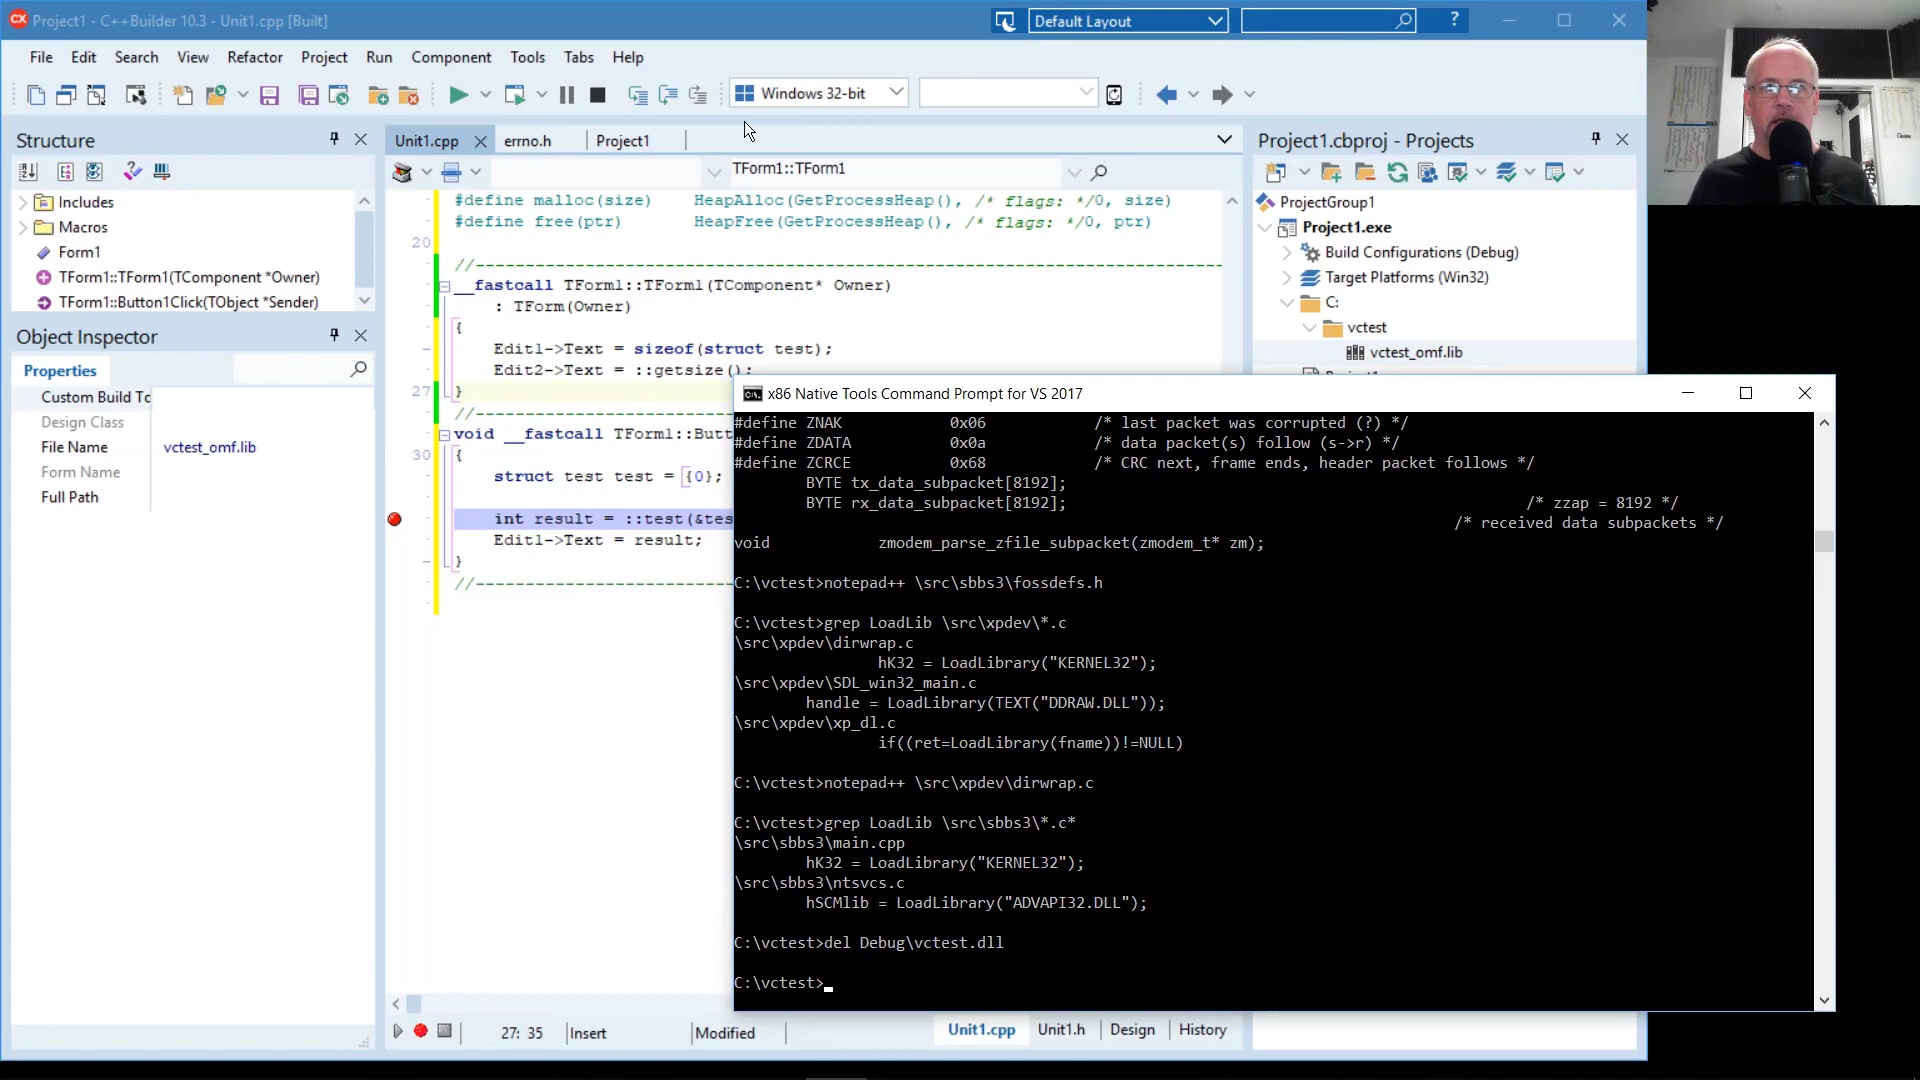 Project1 - C++Builder 10.3 - Unit1.cpp [Built]
Default Layout
?
File Edit Search View Refactor Project Run Component Tools Tabs Help
Windows 32-bit
Structure
Includes
Macros
Form1
TForm1::TForm1(TComponent *Owner)
TForm1::Button1Click(TObject *Sender)
Object Inspector
Properties
Custom Build To
Design Class
File Name vctest_omf.lib
Form Name
Full Path
Unit1.cpp errno.h Project1
TForm1::TForm1
#define malloc(size) HeapAlloc(GetProcessHeap(), /* flags: */0, size)
#define free(ptr) HeapFree(GetProcessHeap(), /* flags: */0, ptr)
20
//---------------------------------------------------------------------------
__fastcall TForm1::TForm1(TComponent* Owner)
: TForm(Owner)
{
Edit1->Text = sizeof(struct test);
Edit2->Text = ::getsize();
27 }
//---------------------------
void __fastcall TForm1::Butt
30 {
struct test test = {0};
int result = ::test(&tes
Edit1->Text = result;
}
//---------------------------
27: 35 Insert Modified
Unit1.cpp Unit1.h Design History
Project1.cbproj - Projects
ProjectGroup1
Project1.exe
Build Configurations (Debug)
Target Platforms (Win32)
C:
vctest
vctest_omf.lib
x86 Native Tools Command Prompt for VS 2017
#define ZNAK 0x06 /* last packet was corrupted (?) */
#define ZDATA 0x0a /* data packet(s) follow (s->r) */
#define ZCRCE 0x68 /* CRC next, frame ends, header packet follows */
BYTE tx_data_subpacket[8192];
BYTE rx_data_subpacket[8192]; /* zzap = 8192 */
/* received data subpackets */
void zmodem_parse_zfile_subpacket(zmodem_t* zm);
C:\vctest>notepad++ \src\sbbs3\fossdefs.h
C:\vctest>grep LoadLib \src\xpdev\*.c
\src\xpdev\dirwrap.c
hK32 = LoadLibrary("KERNEL32");
\src\xpdev\SDL_win32_main.c
handle = LoadLibrary(TEXT("DDRAW.DLL"));
\src\xpdev\xp_dl.c
if((ret=LoadLibrary(fname))!=NULL)
C:\vctest>notepad++ \src\xpdev\dirwrap.c
C:\vctest>grep LoadLib \src\sbbs3\*.c*
\src\sbbs3\main.cpp
hK32 = LoadLibrary("KERNEL32");
\src\sbbs3\ntsvcs.c
hSCMlib = LoadLibrary("ADVAPI32.DLL");
C:\vctest>del Debug\vctest.dll
C:\vctest>